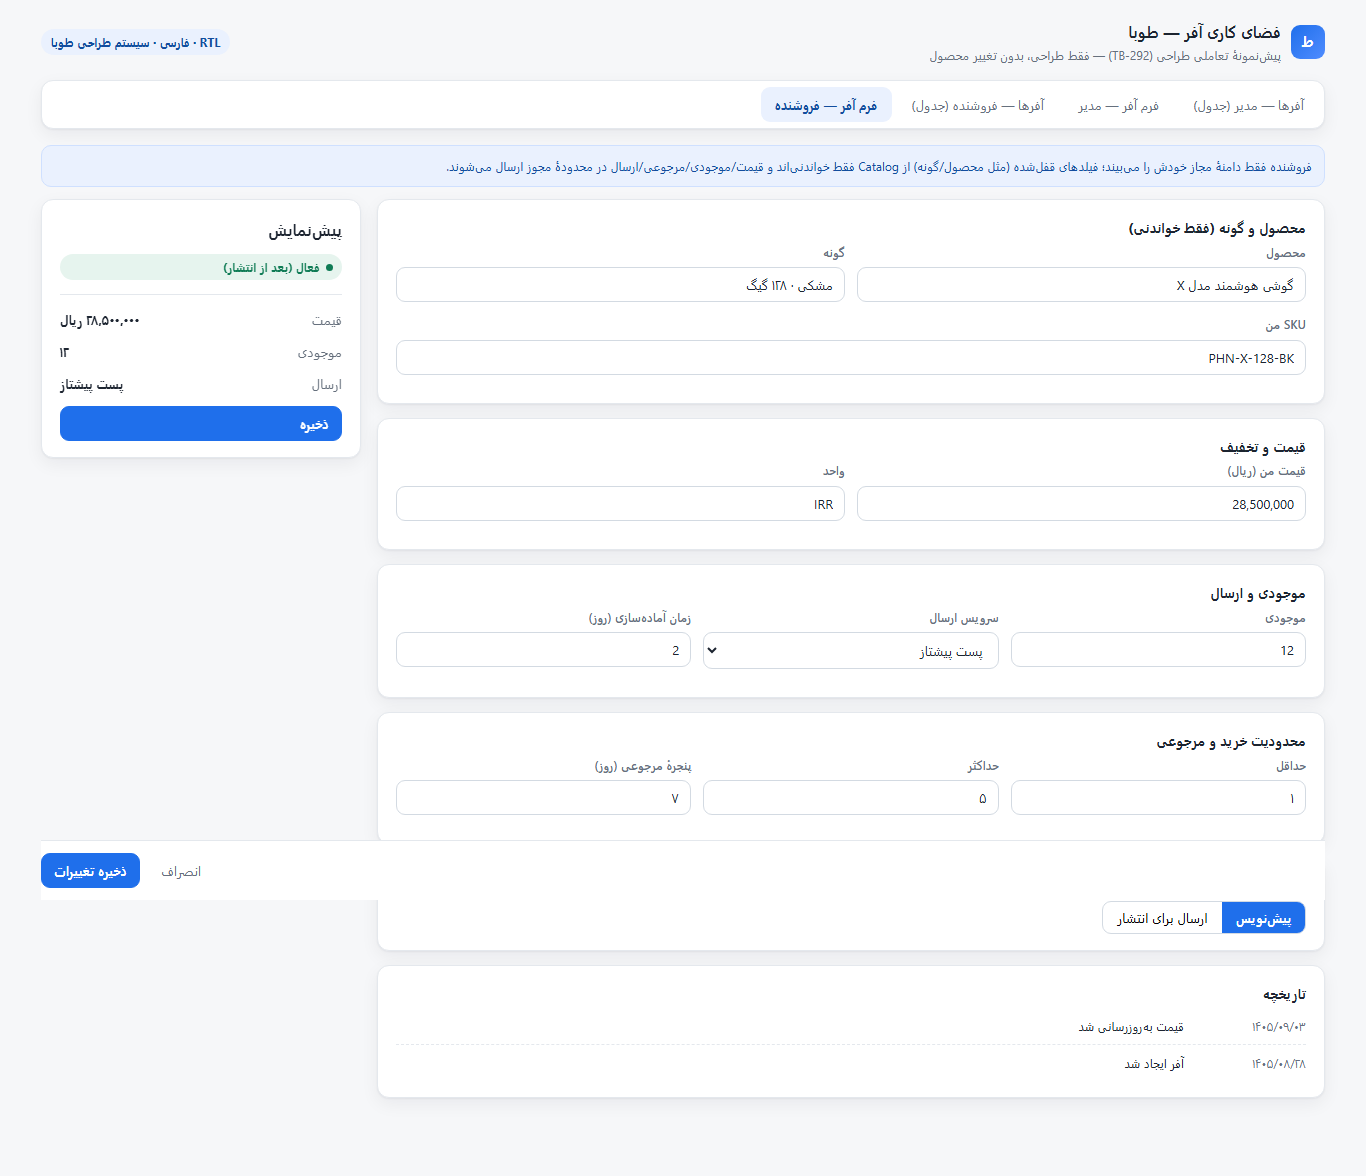 ط
فضای کاری آفر — طوبا
پیش‌نمونهٔ تعاملی طراحی (TB-292) — فقط طراحی، بدون تغییر محصول
RTL · فارسی · سیستم طراحی طوبا
آفرها — مدیر (جدول)
فرم آفر — مدیر
آفرها — فروشنده (جدول)
فرم آفر — فروشنده
فروشنده فقط دامنهٔ مجاز خودش را می‌بیند؛ فیلدهای قفل‌شده (مثل محصول/گونه) از Catalog فقط خواندنی‌اند و قیمت/موجودی/مرجوعی/ارسال در محدودهٔ مجوز ارسال می‌شوند.
محصول و گونه (فقط خواندنی)
محصول
گونه
گوشی هوشمند مدل X
مشکی · ۱۲۸ گیگ
SKU من
PHN-X-128-BK
قیمت و تخفیف
قیمت من (ریال)
واحد
28,500,000
IRR
موجودی و ارسال
موجودی
سرویس ارسال
زمان آماده‌سازی (روز)
12
پست پیشتاز
2
محدودیت خرید و مرجوعی
حداقل
حداکثر
پنجرهٔ مرجوعی (روز)
۱
۵
۷
پیش‌نویس
ارسال برای انتشار
تاریخچه
۱۴۰۵/۰۹/۰۳
قیمت به‌روزرسانی شد
۱۴۰۵/۰۸/۲۸
آفر ایجاد شد
پیش‌نمایش
فعال (بعد از انتشار)
قیمت
۲۸,۵۰۰,۰۰۰ ریال
موجودی
۱۲
ارسال
پست پیشتاز
ذخیره
انصراف
ذخیره تغییرات